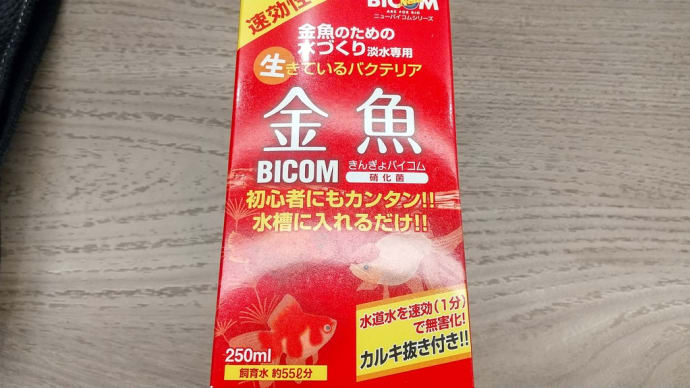 速効性
BICOM
ニューバイコムシリーズ
金魚のための
水づくり淡水専用
生きているバクテリア
金魚
BICOM
きんぎょバイコム
硝化菌
初心者にもカンタン!!
水槽に入れるだけ!!
水道水を速効(1分)
で無害化!
カルキ抜き付き!!
250ml
飼育水 約55ℓ分